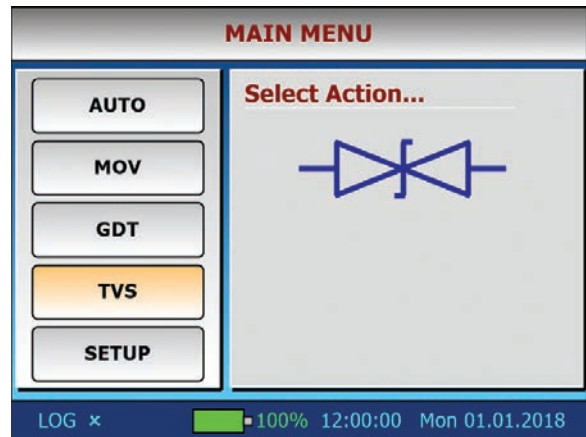 MAIN MENU
AUTO
MOV
GDT
TVS
SETUP
Select Action...
LOG × 100% 12:00:00 Mon 01.01.2018